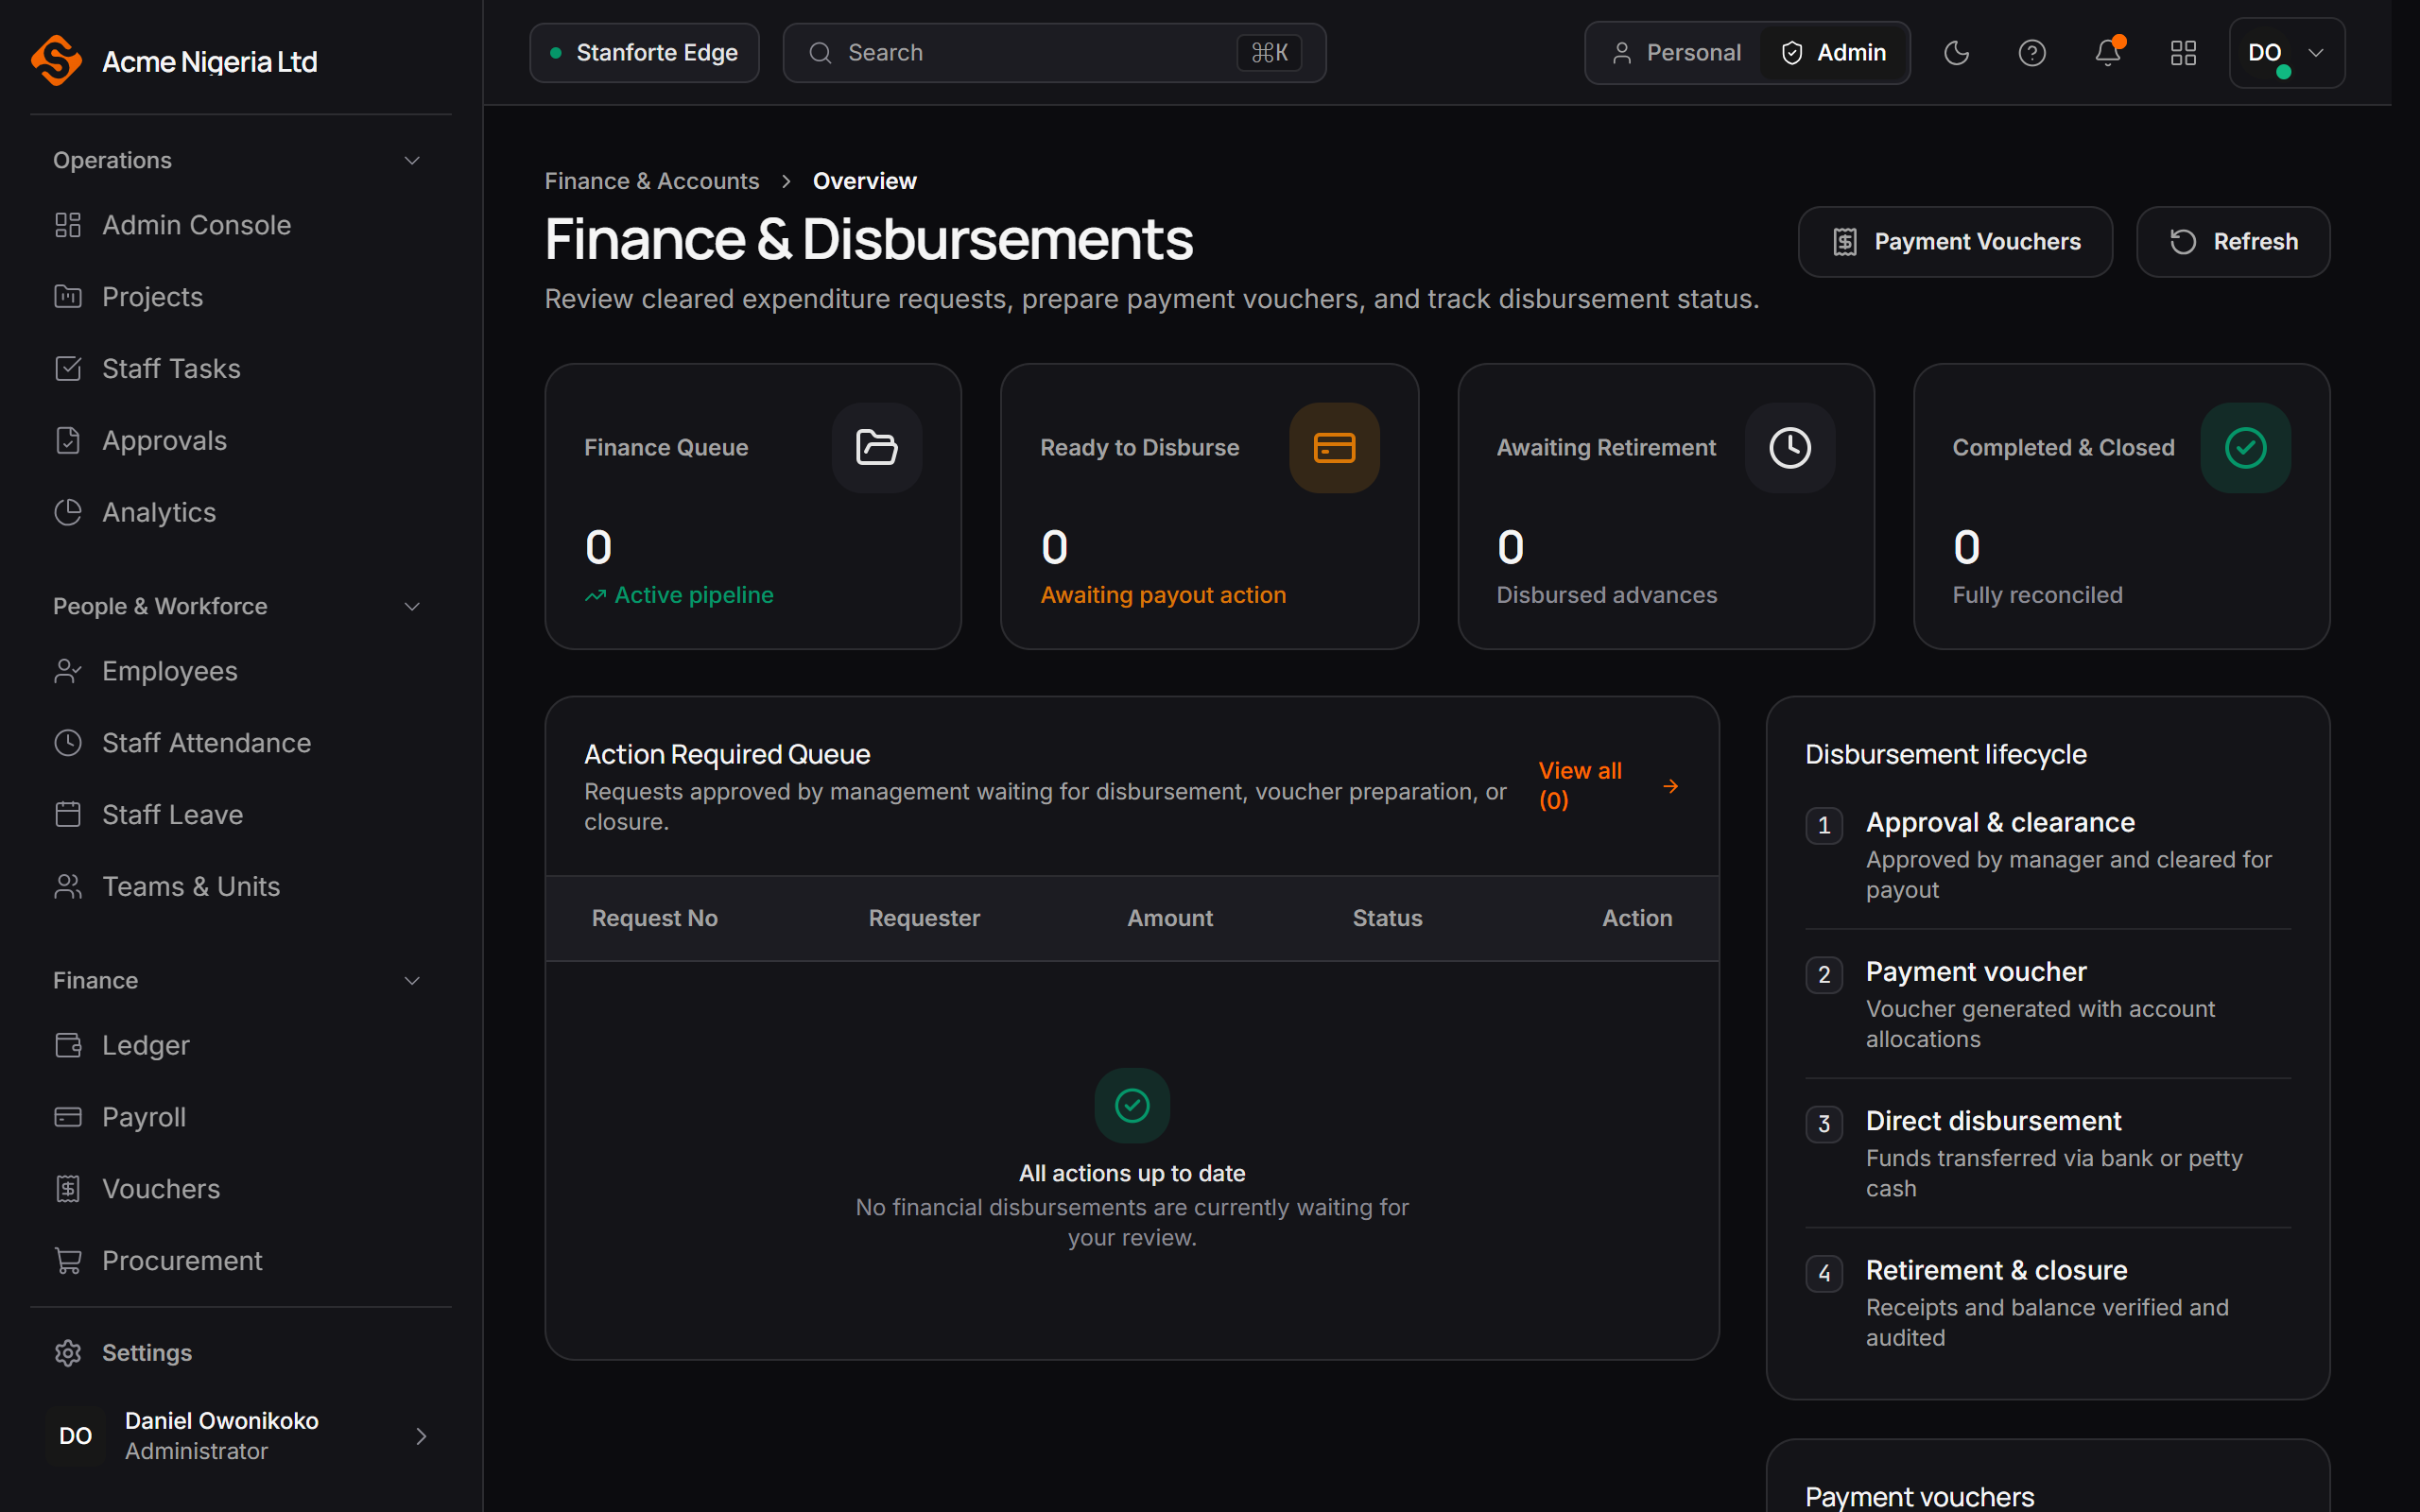 Acme Nigeria Ltd
Stanforte Edge
Search
⌘K
Personal
Admin
DO
Operations
Admin Console
Projects
Staff Tasks
Approvals
Analytics
People & Workforce
Employees
Staff Attendance
Staff Leave
Teams & Units
Finance
Ledger
Payroll
Vouchers
Procurement
Settings
DO
Daniel Owonikoko
Administrator
Finance & Accounts > Overview
Finance & Disbursements
Review cleared expenditure requests, prepare payment vouchers, and track disbursement status.
Payment Vouchers
Refresh
Finance Queue
0
Active pipeline
Ready to Disburse
0
Awaiting payout action
Awaiting Retirement
0
Disbursed advances
Completed & Closed
0
Fully reconciled
Action Required Queue
Requests approved by management waiting for disbursement, voucher preparation, or
closure.
View all
(0)
Request No Requester Amount Status Action
All actions up to date
No financial disbursements are currently waiting for
your review.
Disbursement lifecycle
1
Approval & clearance
Approved by manager and cleared for
payout
2
Payment voucher
Voucher generated with account
allocations
3
Direct disbursement
Funds transferred via bank or petty
cash
4
Retirement & closure
Receipts and balance verified and
audited
Payment vouchers